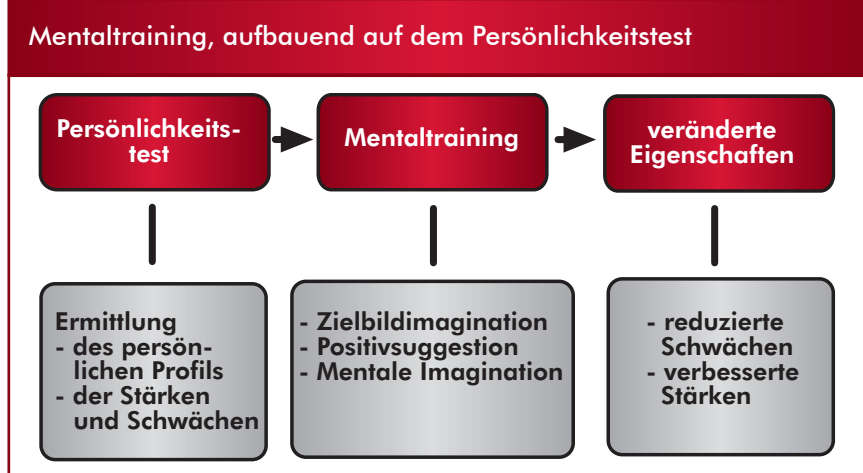 Mentaltraining, aufbauend auf dem Persönlichkeitstest
Persönlichkeits-
test
Mentaltraining
veränderte
Eigenschaften
Ermittlung
- des persön-
lichen Profils
- der Stärken
und Schwächen
- Zielbildimagination
- Positivsuggestion
- Mentale Imagination
- reduzierte
Schwächen
- verbesserte
Stärken